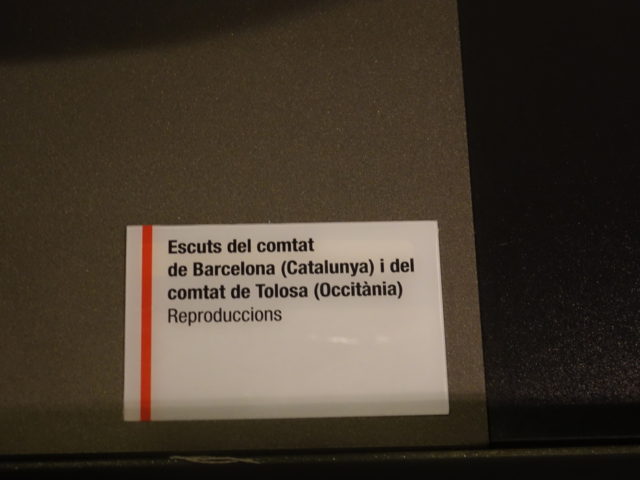 Escuts del comtat
de Barcelona (Catalunya) i del
comtat de Tolosa (Occitània)
Reproduccions